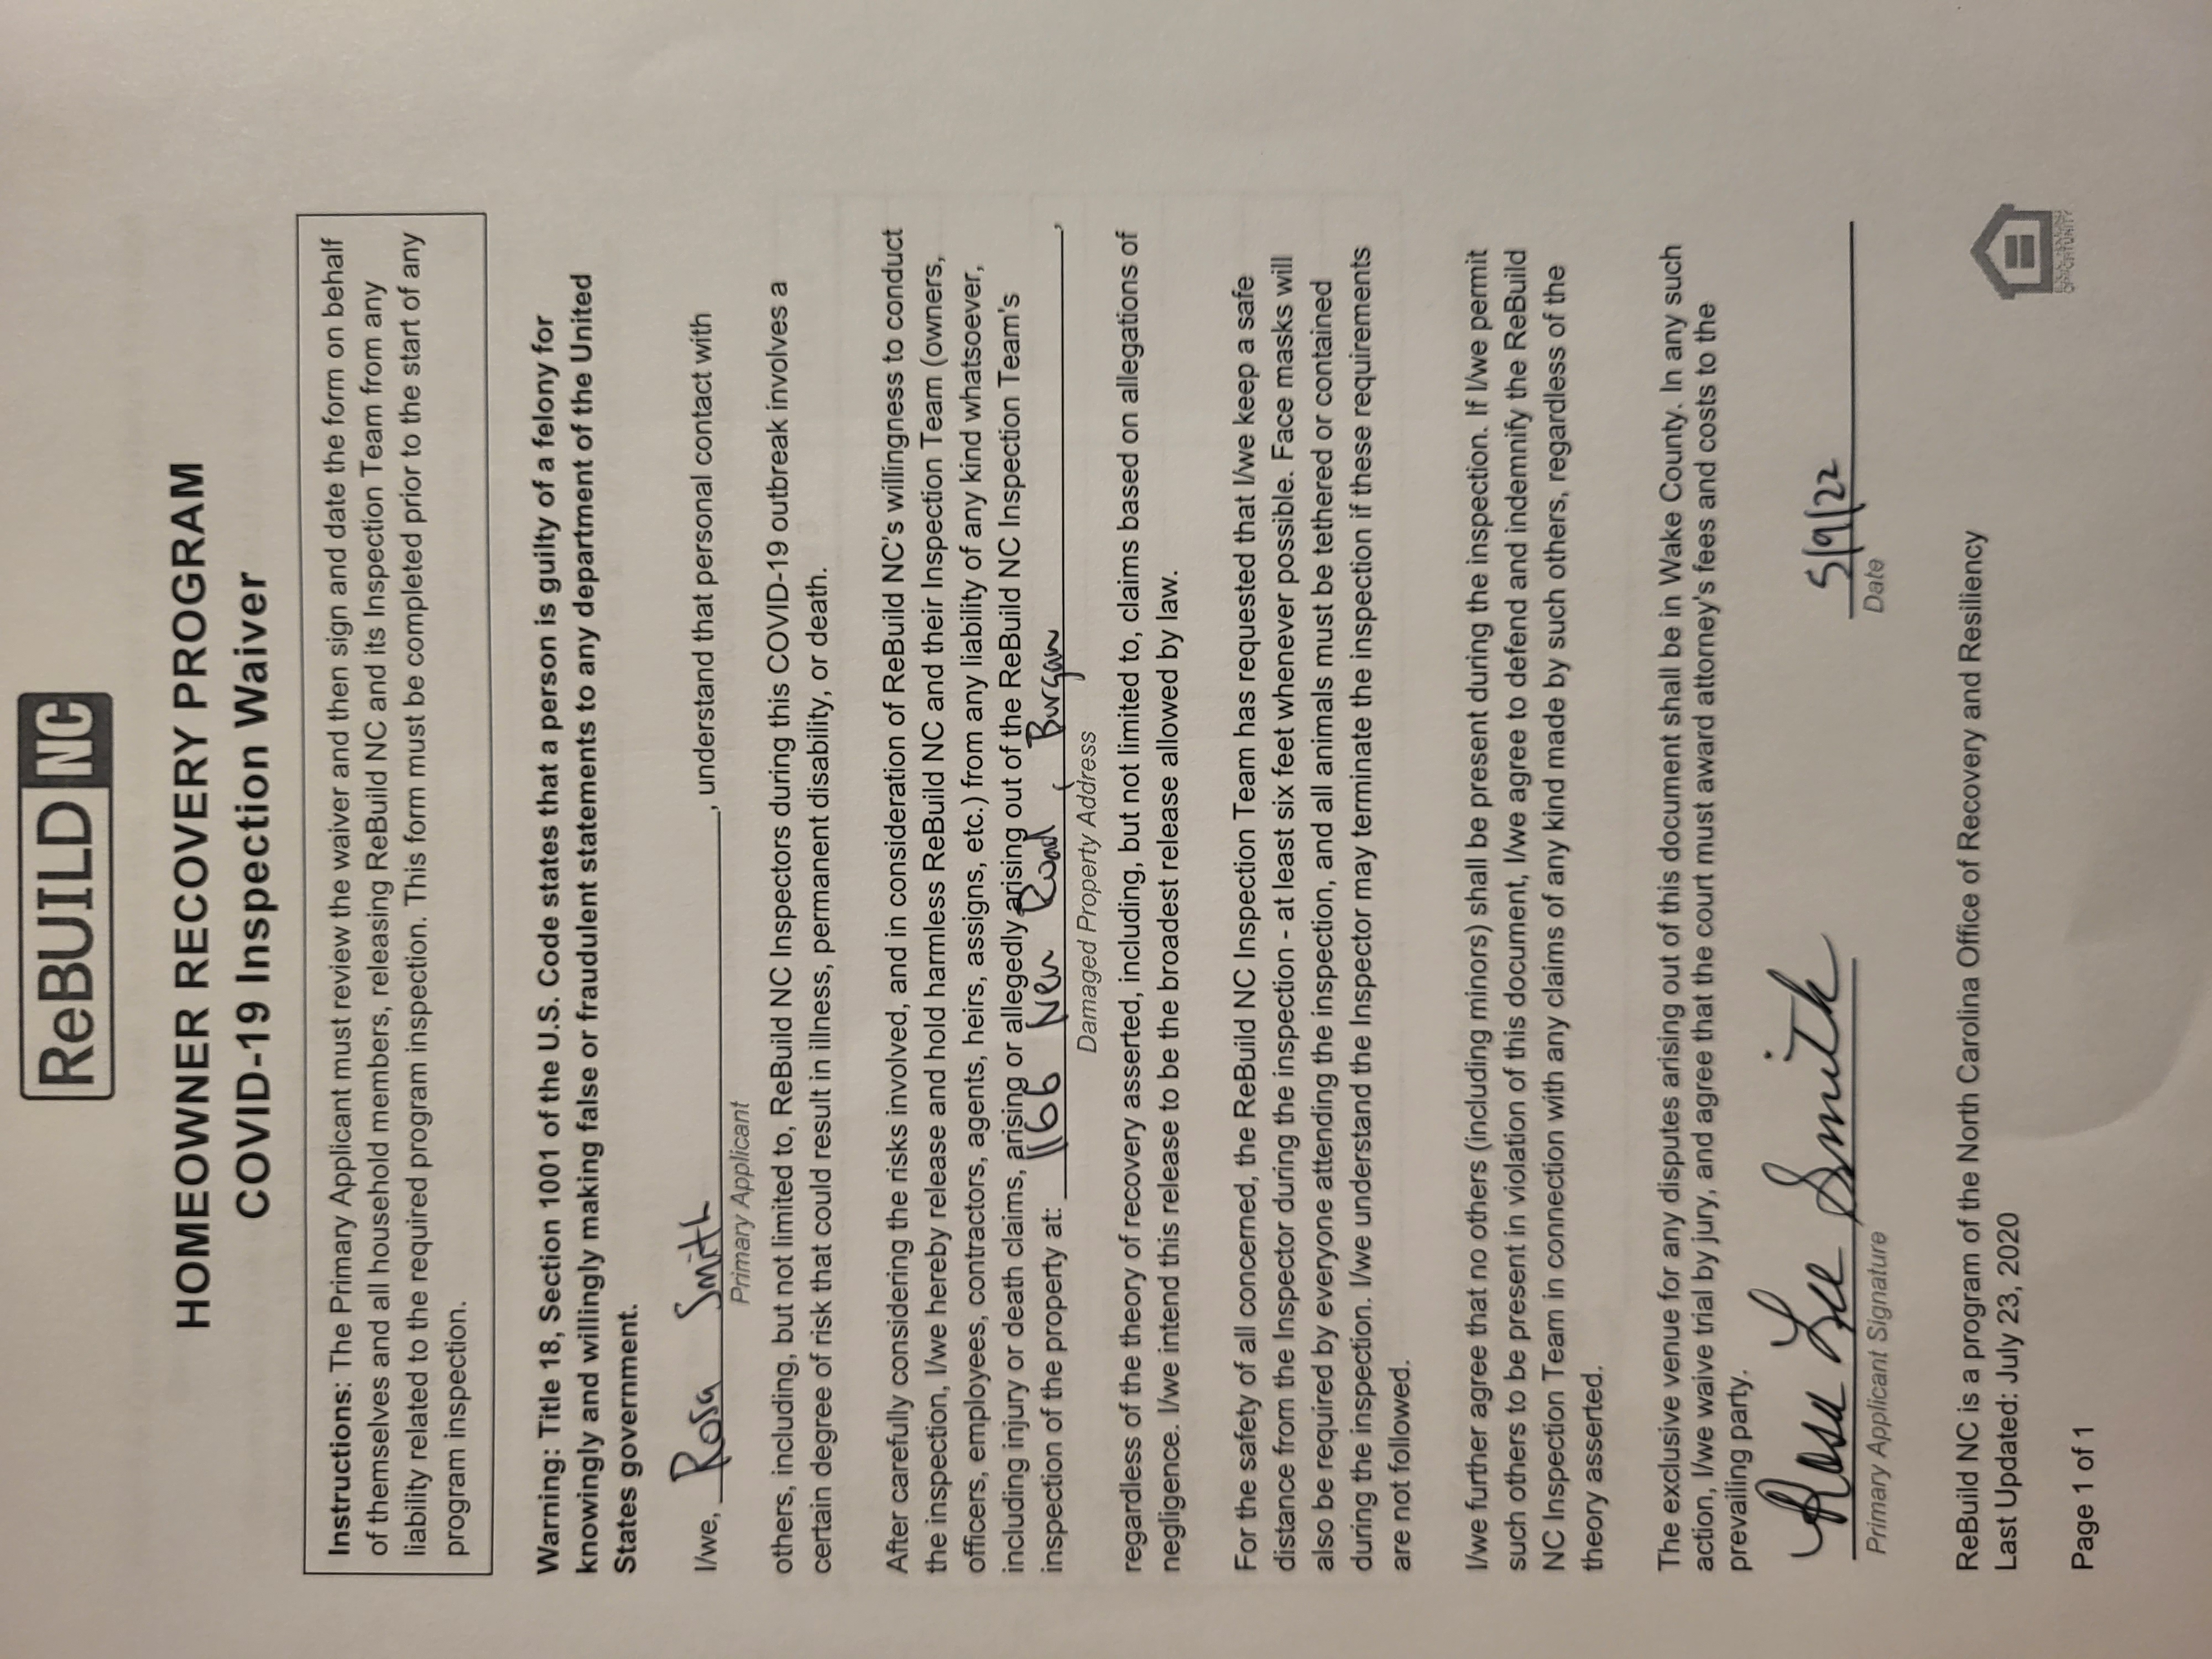 ReBUILD NC
HOMEOWNER RECOVERY PROGRAM
COVID-19 Inspection Waiver
Instructions: The Primary Applicant must review the waiver and then sign and date the form on behalf
of themselves and all household members, releasing ReBuild NC and its Inspection Team from any
liability related to the required program inspection. This form must be completed prior to the start of any
program inspection.
Warning: Title 18, Section 1001 of the U.S. Code states that a person is guilty of a felony for
knowingly and willingly making false or fraudulent statements to any department of the United
States government.
I/we, Rosa Smith, understand that personal contact with
Primary Applicant
others, including, but not limited to, ReBuild NC Inspectors during this COVID-19 outbreak involves a
certain degree of risk that could result in illness, permanent disability, or death.
After carefully considering the risks involved, and in consideration of ReBuild NC's willingness to conduct
the inspection, I/we hereby release and hold harmless ReBuild NC and their Inspection Team (owners,
officers, employees, contractors, agents, heirs, assigns, etc.) from any liability of any kind whatsoever,
including injury or death claims, arising or allegedly arising out of the ReBuild NC Inspection Team's
inspection of the property at: 1166 New Road, Burgaw,
Damaged Property Address
regardless of the theory of recovery asserted, including, but not limited to, claims based on allegations of
negligence. I/we intend this release to be the broadest release allowed by law.
For the safety of all concerned, the ReBuild NC Inspection Team has requested that I/we keep a safe
distance from the Inspector during the inspection - at least six feet whenever possible. Face masks will
also be required by everyone attending the inspection, and all animals must be tethered or contained
during the inspection. I/we understand the Inspector may terminate the inspection if these requirements
are not followed.
I/we further agree that no others (including minors) shall be present during the inspection. If I/we permit
such others to be present in violation of this document, I/we agree to defend and indemnify the ReBuild
NC Inspection Team in connection with any claims of any kind made by such others, regardless of the
theory asserted.
The exclusive venue for any disputes arising out of this document shall be in Wake County. In any such
action, I/we waive trial by jury, and agree that the court must award attorney's fees and costs to the
prevailing party.
Rosa Lee Smith 5/9/22
Primary Applicant Signature Date
ReBuild NC is a program of the North Carolina Office of Recovery and Resiliency
Last Updated: July 23, 2020
Page 1 of 1